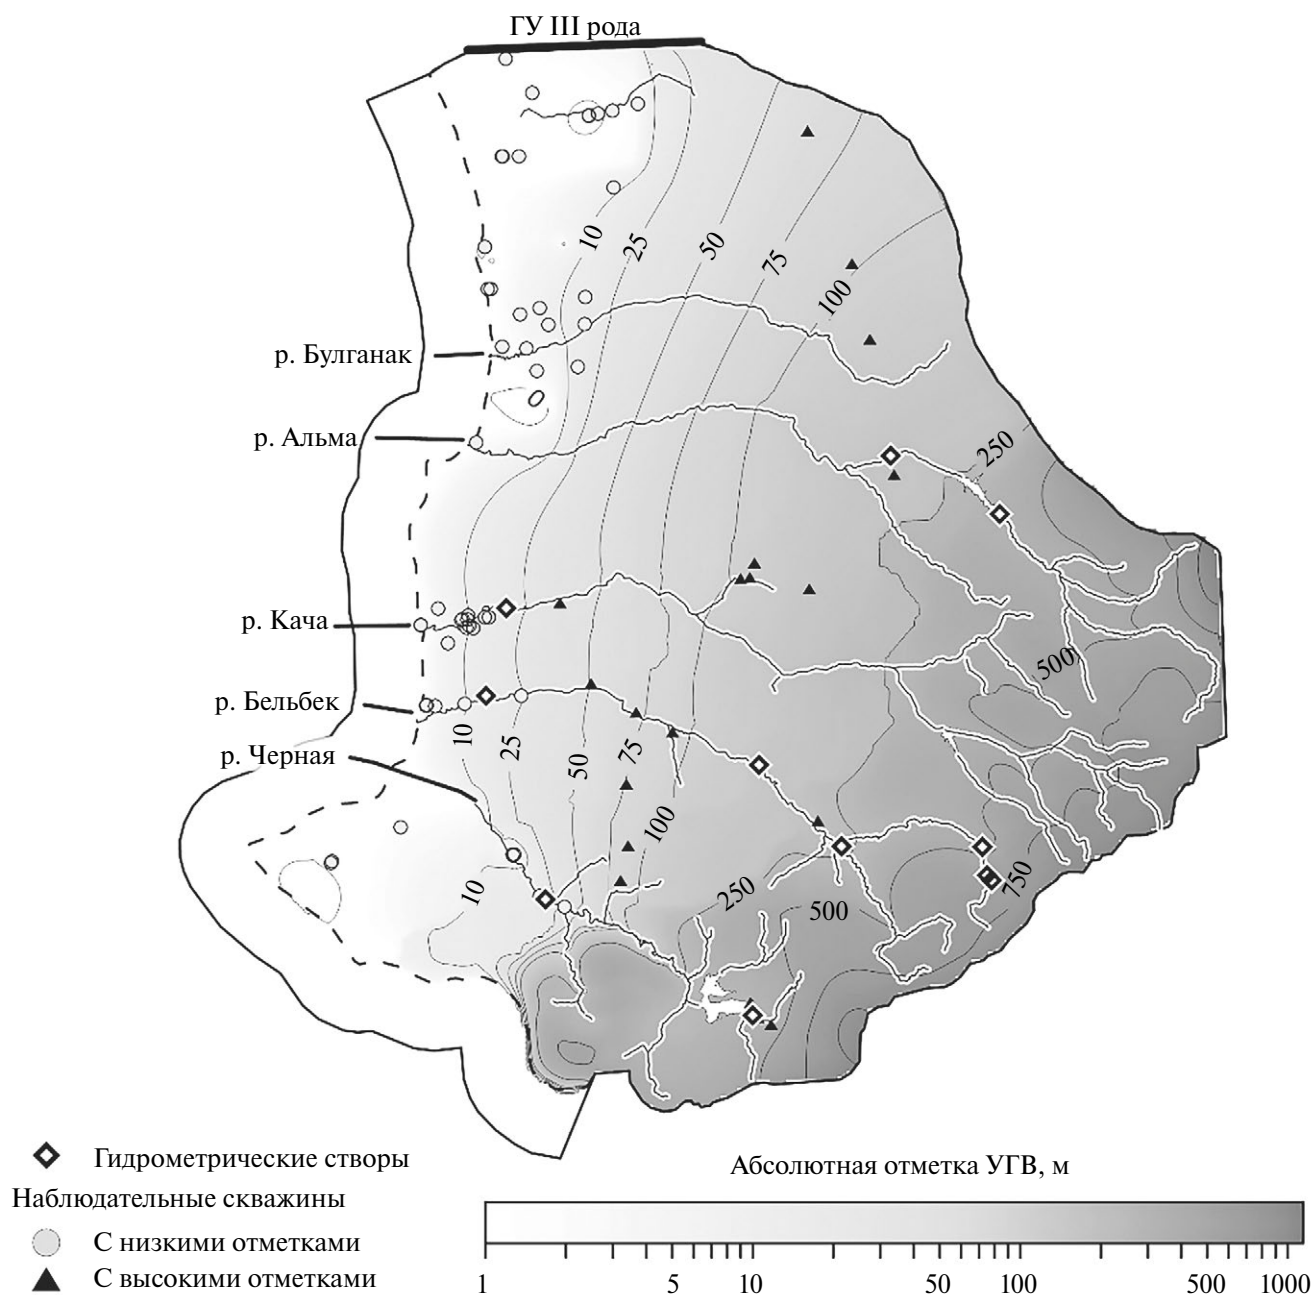 ГУ III рода
10
25
50
75
100
р. Булганак
р. Альма
250
р. Кача
500
р. Бельбек
р. Черная
10
25
50
75
100
10
250
500
750
Гидрометрические створы
Наблюдательные скважины
С низкими отметками
С высокими отметками
Абсолютная отметка УГВ, м
1 5 10 50 100 500 1000